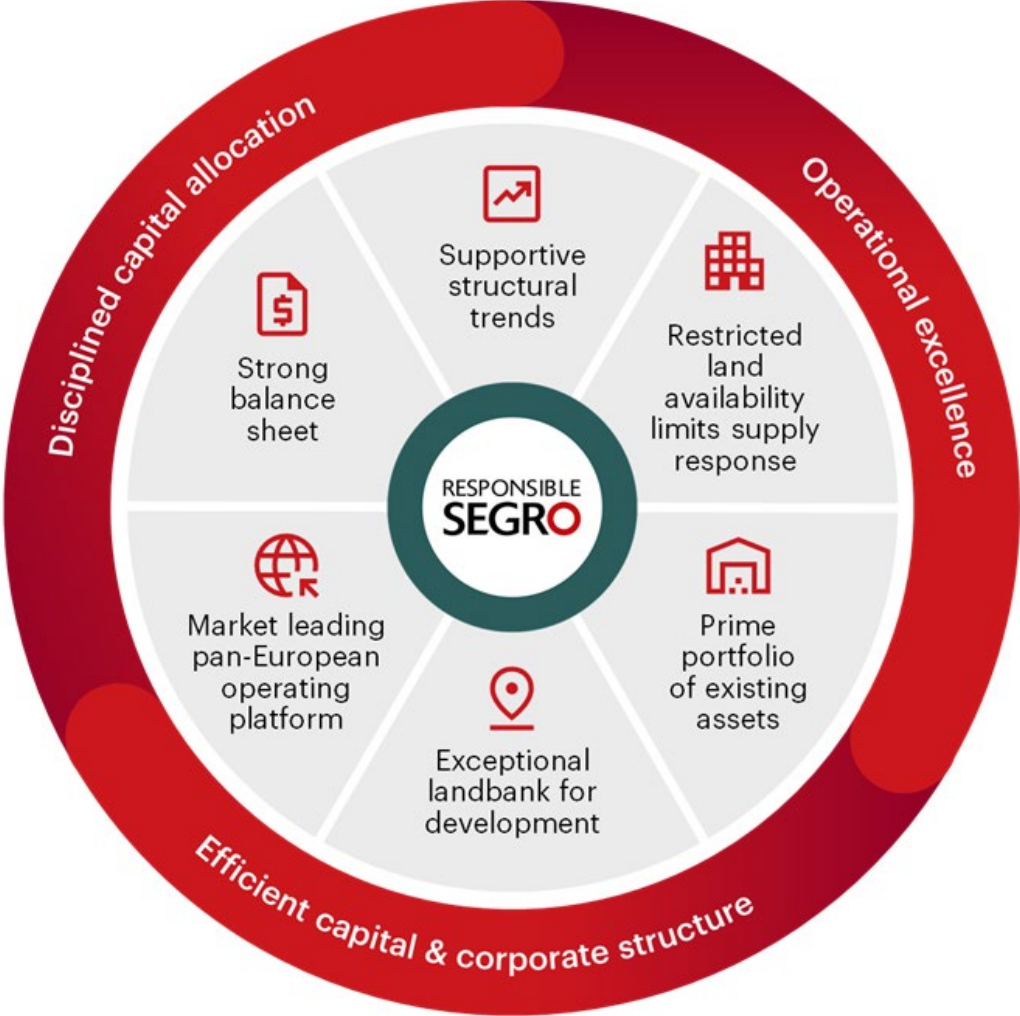 Disciplined capital allocation
Operational excellence
Efficient capital & corporate structure
Supportive
structural
trends
Restricted
land
availability
limits supply
response
Prime
portfolio
of existing
assets
Exceptional
landbank for
development
Market leading
pan-European
operating
platform
Strong
balance
sheet
$
RESPONSIBLE
SEGRO